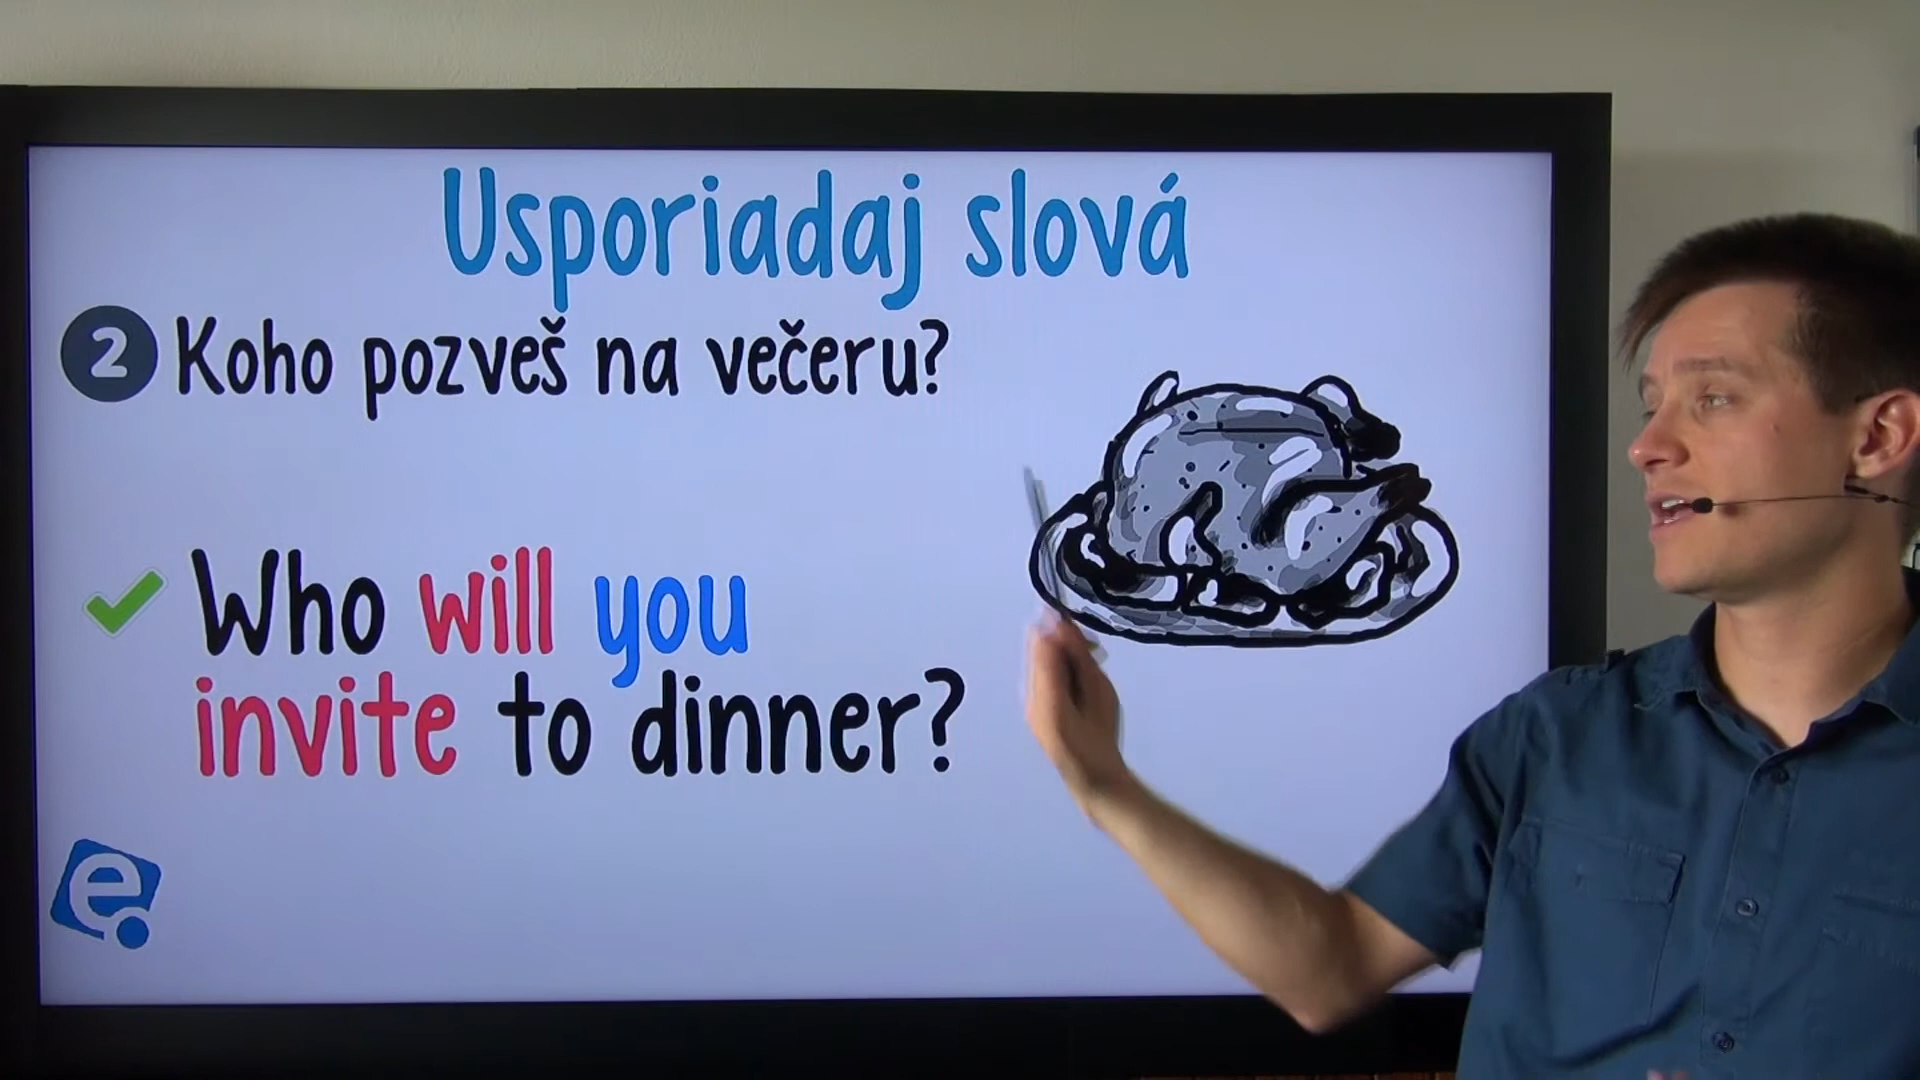 Usporiadaj slová
2 Koho pozveš na večeru?
Who will you
invite to dinner?
e